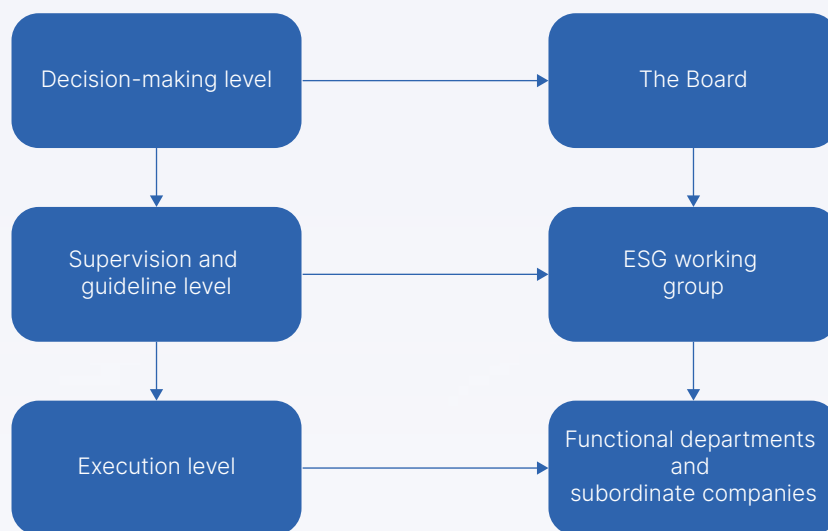 Decision-making level
The Board
Supervision and
guideline level
ESG working
group
Execution level
Functional departments
and
subordinate companies